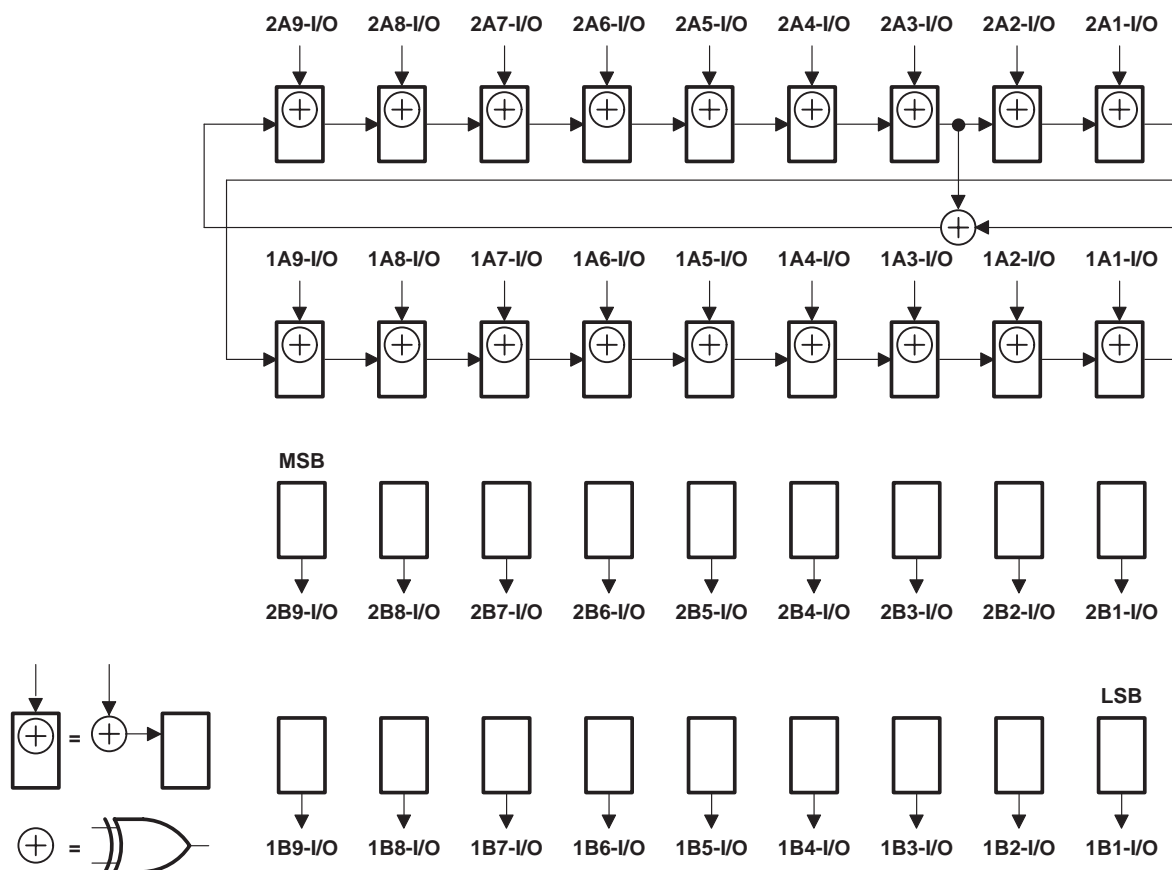 2A9-I/O 2A8-I/O 2A7-I/O 2A6-I/O 2A5-I/O 2A4-I/O 2A3-I/O 2A2-I/O 2A1-I/O
1A9-I/O 1A8-I/O 1A7-I/O 1A6-I/O 1A5-I/O 1A4-I/O 1A3-I/O 1A2-I/O 1A1-I/O
MSB
2B9-I/O 2B8-I/O 2B7-I/O 2B6-I/O 2B5-I/O 2B4-I/O 2B3-I/O 2B2-I/O 2B1-I/O
LSB
=
=
1B9-I/O 1B8-I/O 1B7-I/O 1B6-I/O 1B5-I/O 1B4-I/O 1B3-I/O 1B2-I/O 1B1-I/O